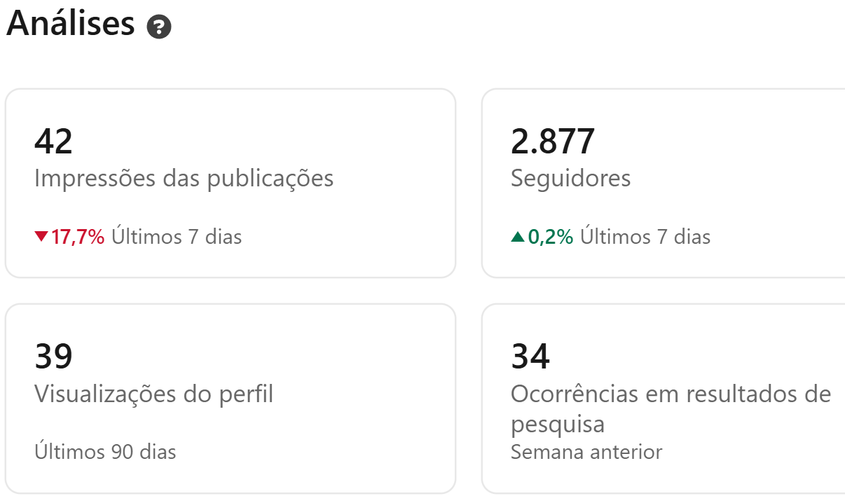 Análises ?
42
Impressões das publicações
▼17,7% Últimos 7 dias
2.877
Seguidores
▲0,2% Últimos 7 dias
39
Visualizações do perfil
Últimos 90 dias
34
Ocorrências em resultados de
pesquisa
Semana anterior